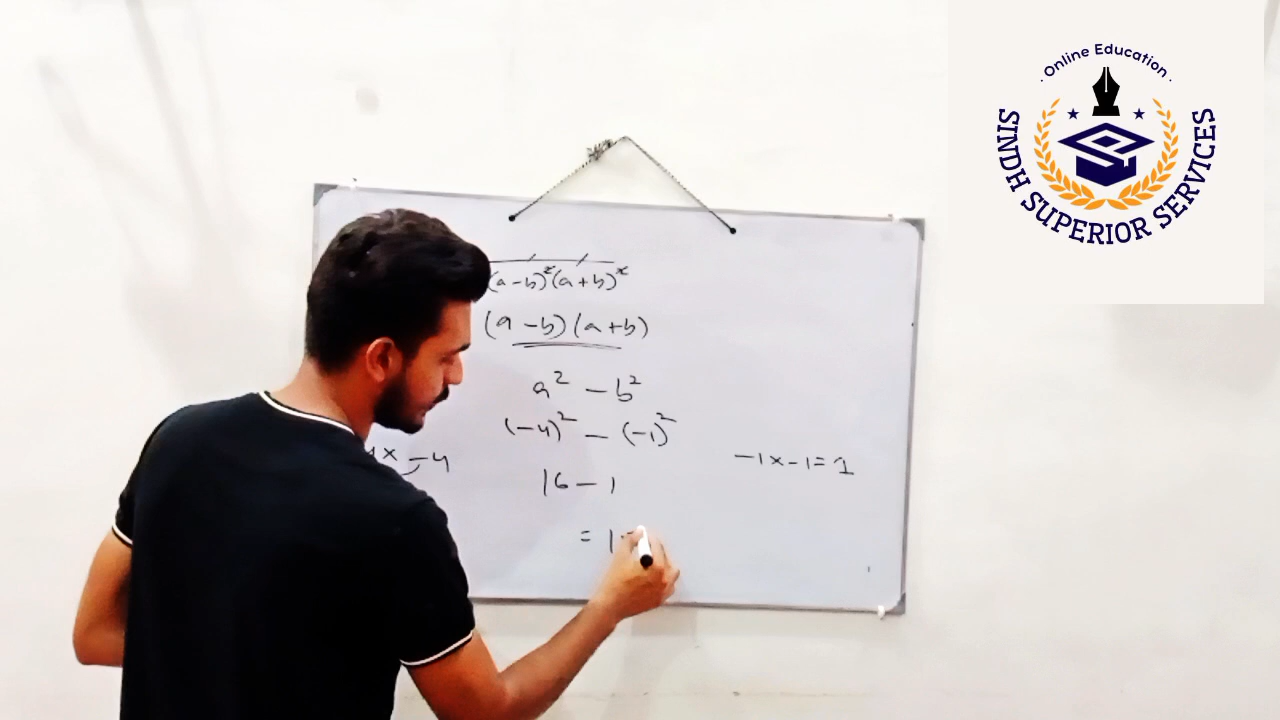 . Online Education .
SINDH SUPERIOR SERVICES
(a-b)²(a+b)²
(a-b)(a+b)
a² - b²
(-4)² - (-1)²
x -4
-1x-1=1
16-1
= 1